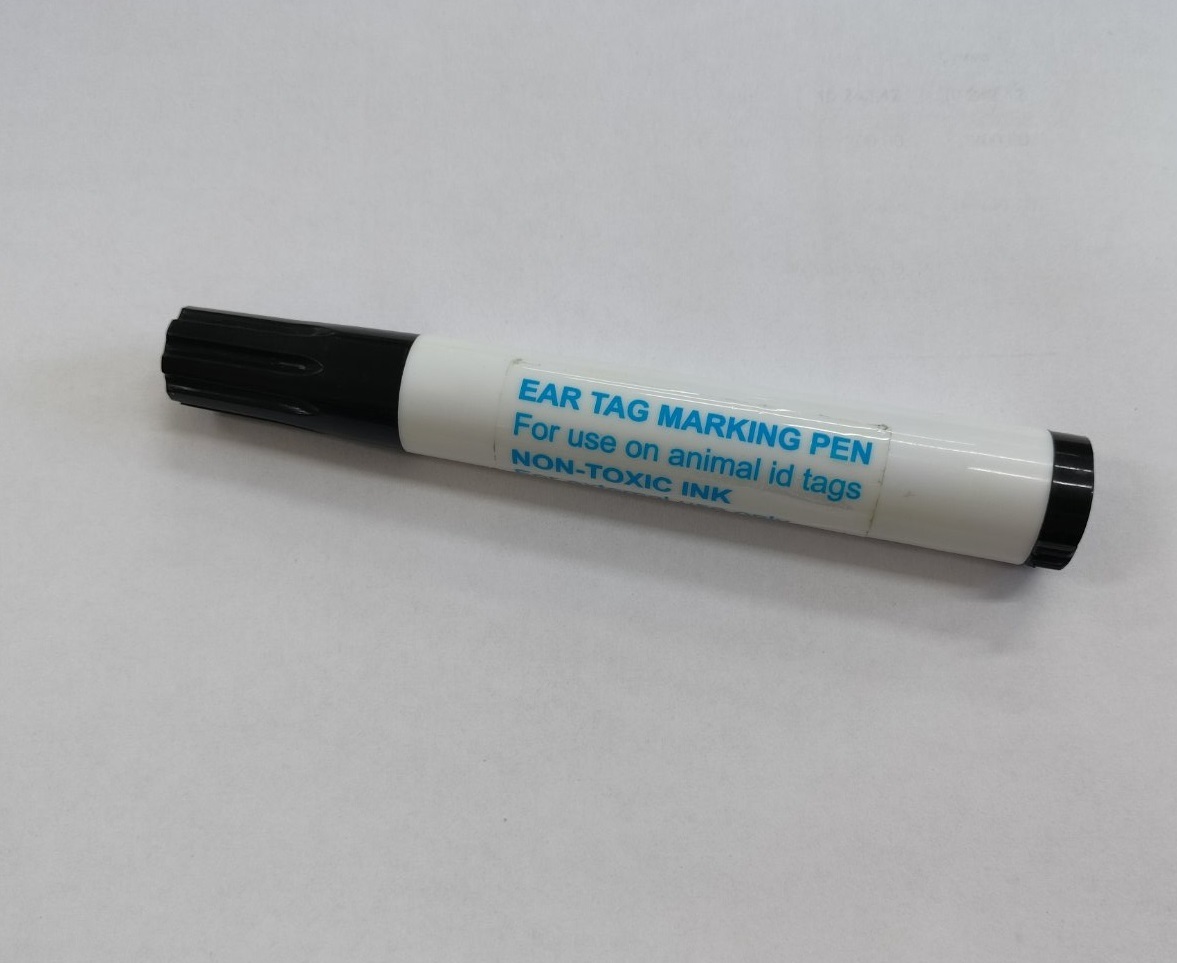 EAR TAG MARKING PEN
For use on animal id tags
NON-TOXIC INK